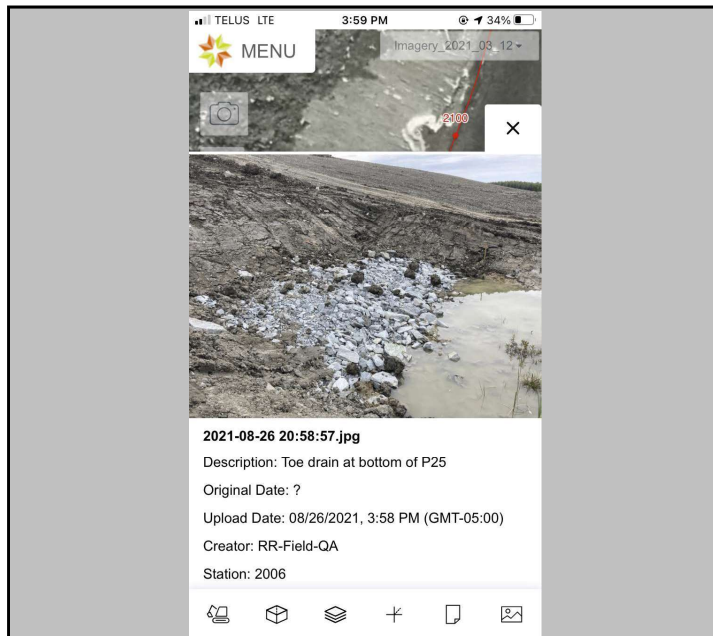 TELUS LTE 3:59 PM 34%
MENU
Imagery_2021_03_12
2100
2021-08-26 20:58:57.jpg
Description: Toe drain at bottom of P25
Original Date: ?
Upload Date: 08/26/2021, 3:58 PM (GMT-05:00)
Creator: RR-Field-QA
Station: 2006